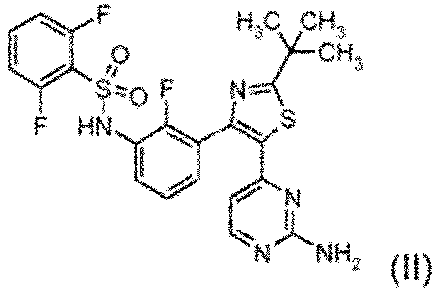 F H₃C CH₃
CH₃
O
S O F N
F HN S
N
N NH₂ (II)